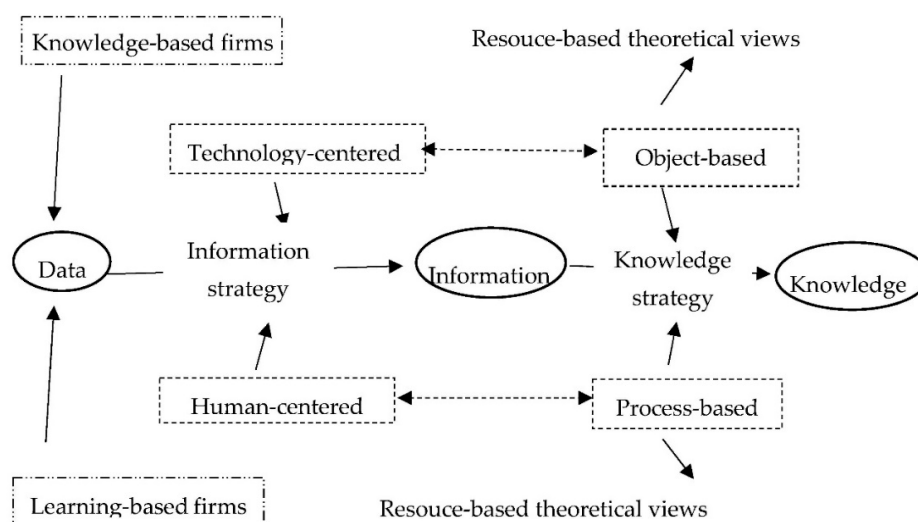 Knowledge-based firms
Resouce-based theoretical views
Technology-centered
Object-based
Data
Information
strategy
Information
Knowledge
strategy
Knowledge
Human-centered
Process-based
Learning-based firms
Resouce-based theoretical views